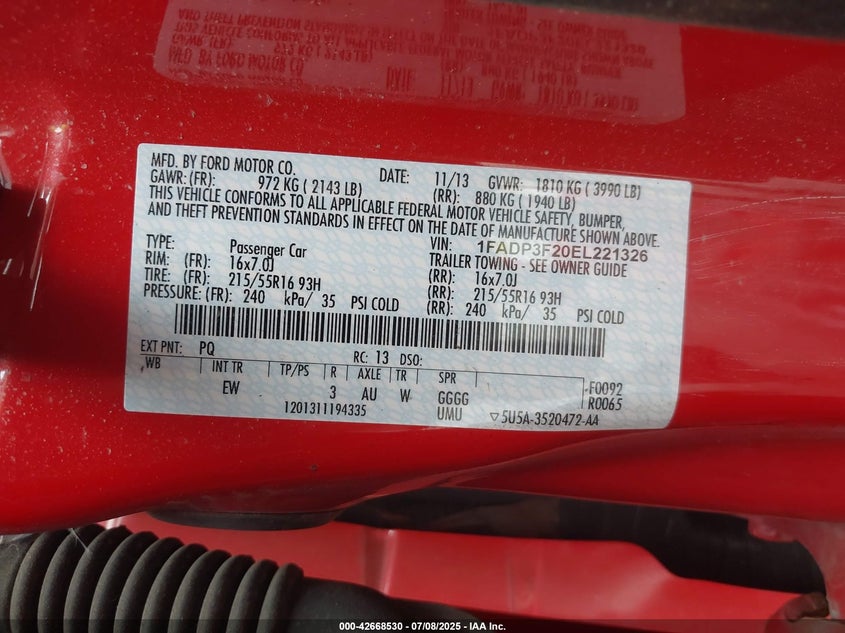 MFD. BY FORD MOTOR CO.
DATE: 11/13 GVWR: 1810 KG ( 3990 LB)
GAWR: (FR): 972 KG ( 2143 LB) (RR): 880 KG ( 1940 LB)
THIS VEHICLE CONFORMS TO ALL APPLICABLE FEDERAL MOTOR VEHICLE SAFETY, BUMPER,
AND THEFT PREVENTION STANDARDS IN EFFECT ON THE DATE OF MANUFACTURE SHOWN ABOVE.
VIN: 1FADP3F20EL221326
TYPE: Passenger Car TRAILER TOWING - SEE OWNER GUIDE
RIM: (FR): 16x7.0J (RR): 16x7.0J
TIRE: (FR): 215/55R16 93H (RR): 215/55R16 93H
PRESSURE: (FR): 240 kPa/ 35 PSI COLD (RR): 240 kPa/ 35 PSI COLD
EXT PNT: PQ RC: 13 DSO:
WB INT TR TP/PS R AXLE TR SPR
EW 3 AU W GGGG -F0092
UMU R0065
1201311194335 ▽5U5A-3520472-AA
000-42668530 - 07/08/2025 - IAA Inc.